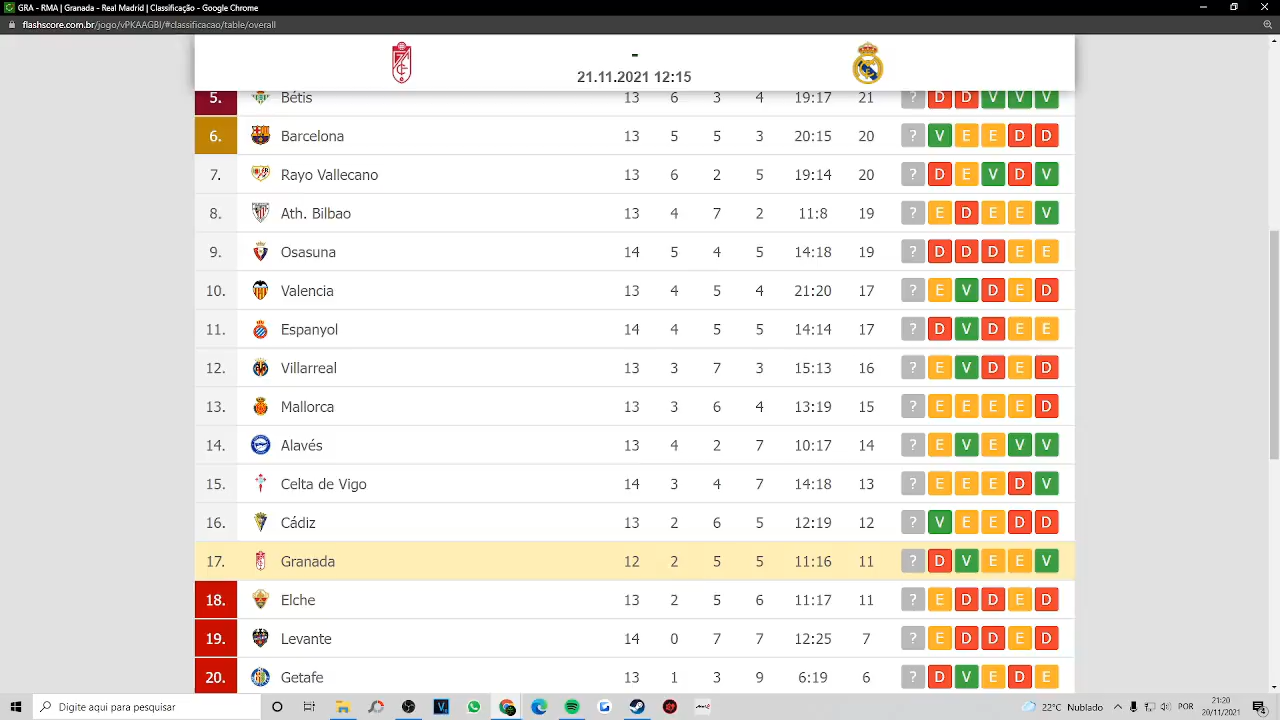 GRA - RMA | Granada - Real Madrid | Classificação - Google Chrome
flashscore.com.br/jogo/vPKAAGBI/#classificacao/table/overall
-
21.11.2021 12:15
5. Bétis 13 6 3 4 19:17 21 ? D D V V V
6. Barcelona 13 5 5 3 20:15 20 ? V E E D D
7. Rayo Vallecano 13 6 2 5 19:14 20 ? D E V D V
8. Ath. Bilbao 13 4 7 2 11:8 19 ? E D E E V
9. Osasuna 14 5 4 5 14:18 19 ? D D D E E
10. Valencia 13 4 5 4 21:20 17 ? E V D E D
11. Espanyol 14 4 5 5 14:14 17 ? D V D E E
12. Villarreal 13 3 7 3 15:13 16 ? E V D E D
13. Mallorca 13 3 6 4 13:19 15 ? E E E E D
14. Alavés 13 4 2 7 10:17 14 ? E V E V V
15. Celta de Vigo 14 3 4 7 14:18 13 ? E E E D V
16. Cádiz 13 2 6 5 12:19 12 ? V E E D D
17. Granada 12 2 5 5 11:16 11 ? D V E E V
18. Elche 13 2 5 6 11:17 11 ? E D D E D
19. Levante 14 0 7 7 12:25 7 ? E D D E D
20. Getafe 13 1 3 9 6:19 6 ? D V E D E
Digite aqui para pesquisar 22°C Nublado POR 21:20
20/11/2021